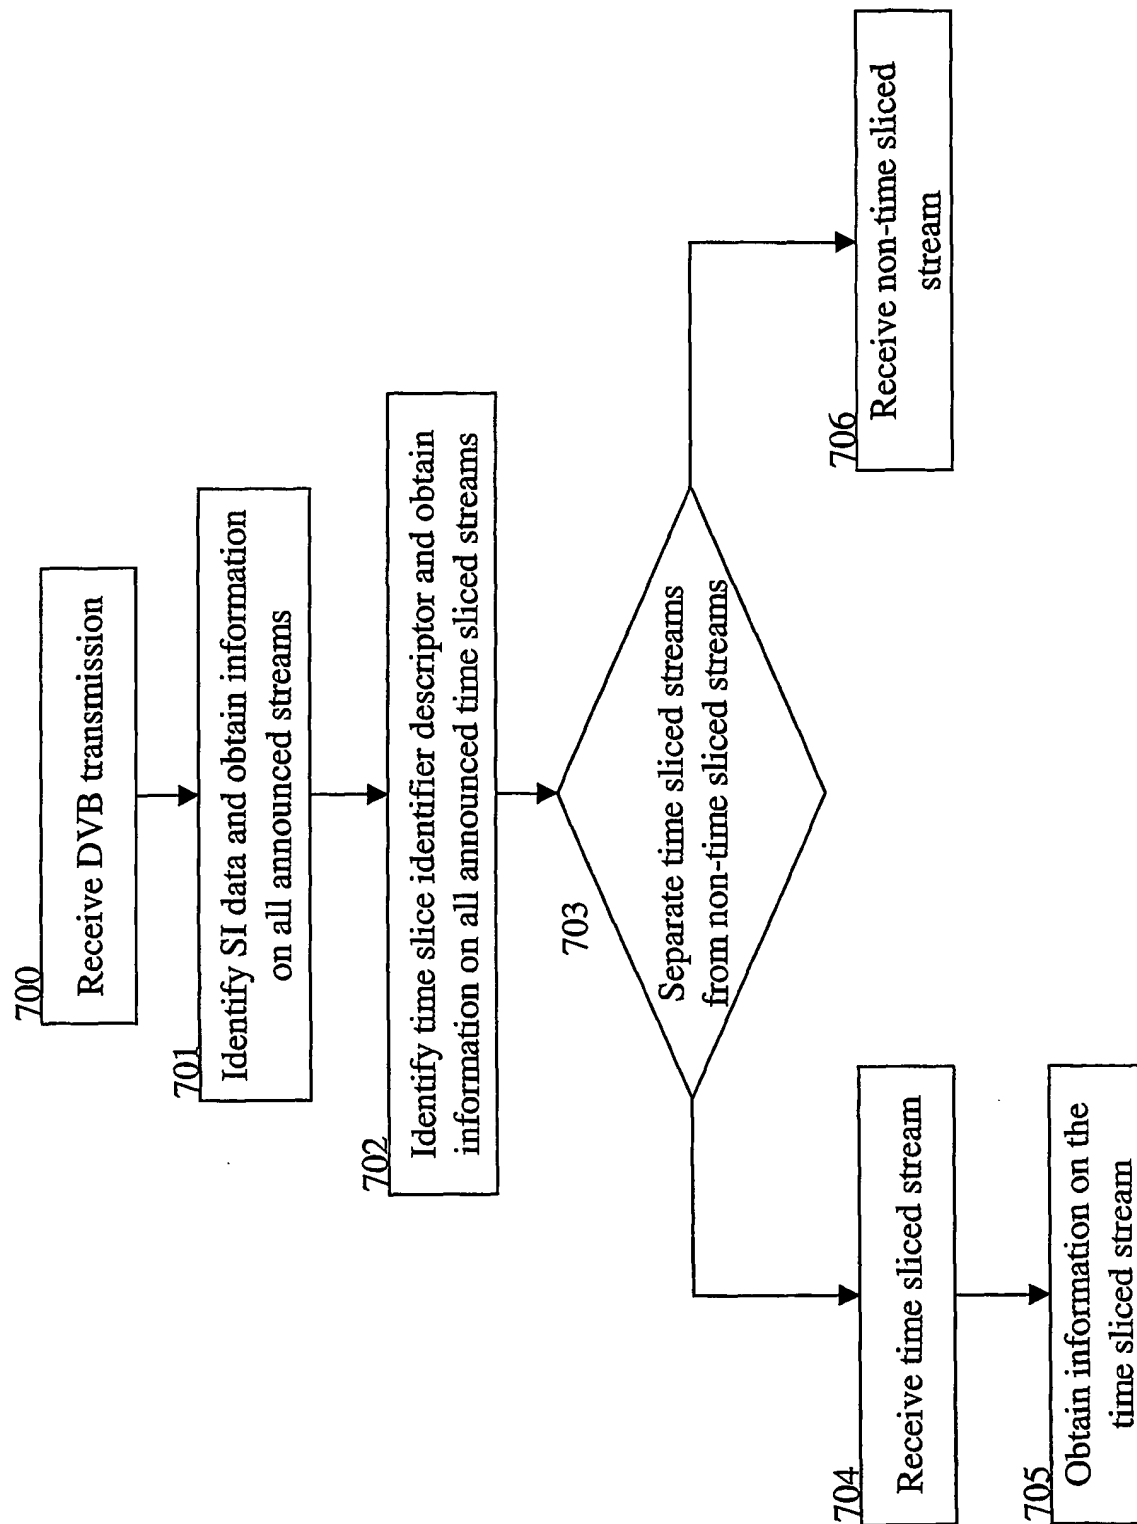 700
Receive DVB transmission
701
Identify SI data and obtain information
on all announced streams
702
Identify time slice identifier descriptor and obtain
information on all announced time sliced streams
703
Separate time sliced streams
from non-time sliced streams
704
Receive time sliced stream
705
Obtain information on the
time sliced stream
706
Receive non-time sliced
stream